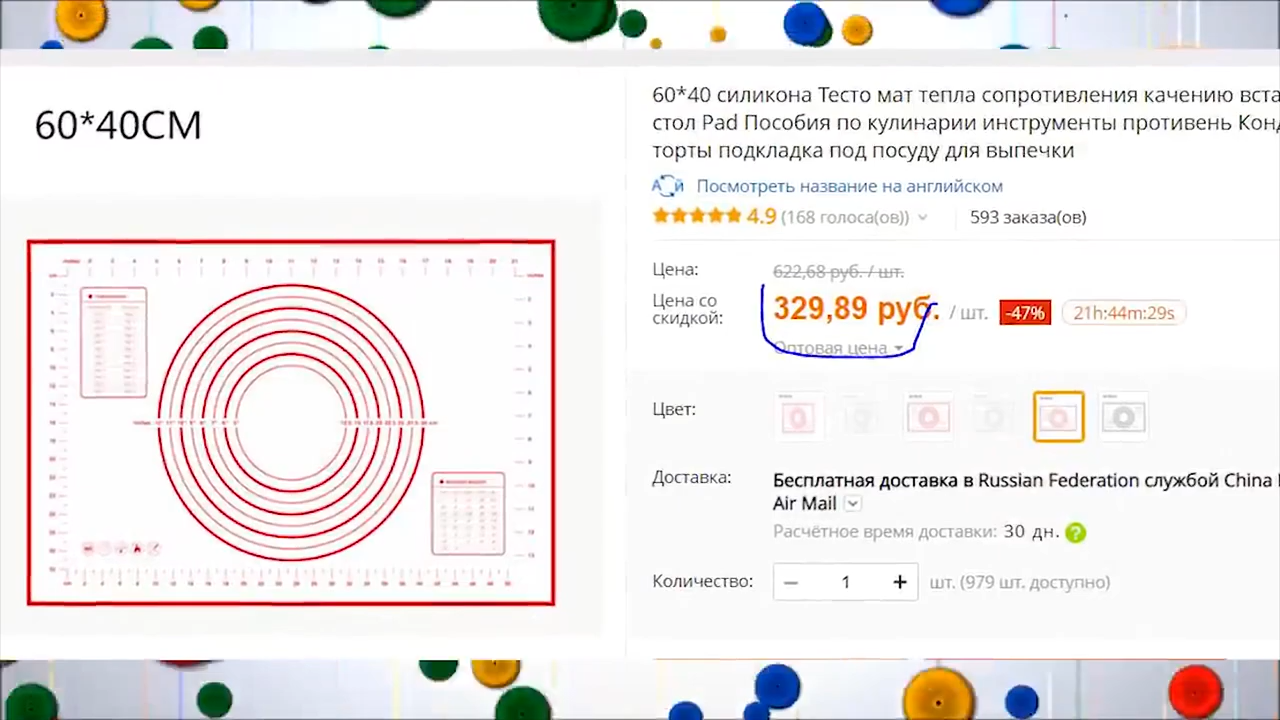 60*40CM
60*40 силикона Тесто мат тепла сопротивления качению вста
стол Pad Пособия по кулинарии инструменты противень Конд
торты подкладка под посуду для выпечки
Посмотреть название на английском
4.9 (168 голоса(ов)) 593 заказа(ов)
Цена: 622,68 руб. / шт.
Цена со скидкой: 329,89 руб. / шт. -47% 21h:44m:29s
Оптовая цена
Цвет:
Доставка: Бесплатная доставка в Russian Federation службой China
Air Mail
Расчётное время доставки: 30 дн. ?
Количество: − 1 + шт. (979 шт. доступно)